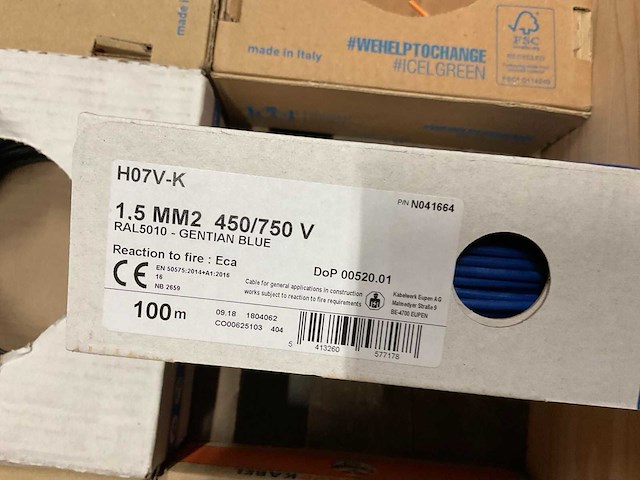 made in
made in Italy
#WEHELPTOCHANGE
#ICELGREEN
FSC
H07V-K
P/N N041664
1.5 MM2 450/750 V
RAL5010 - GENTIAN BLUE
Reaction to fire : Eca
DoP 00520.01
CE
EN 50575:2014+A1:2016
16
NB 2659
Cable for general applications in construction
works subject to reaction to fire requirements
Kabelwerk Eupen AG
Malmedyer Straße 9
BE-4700 EUPEN
100m
09.18 1804062
CO00625103 404
5 413260 577178
KABEL